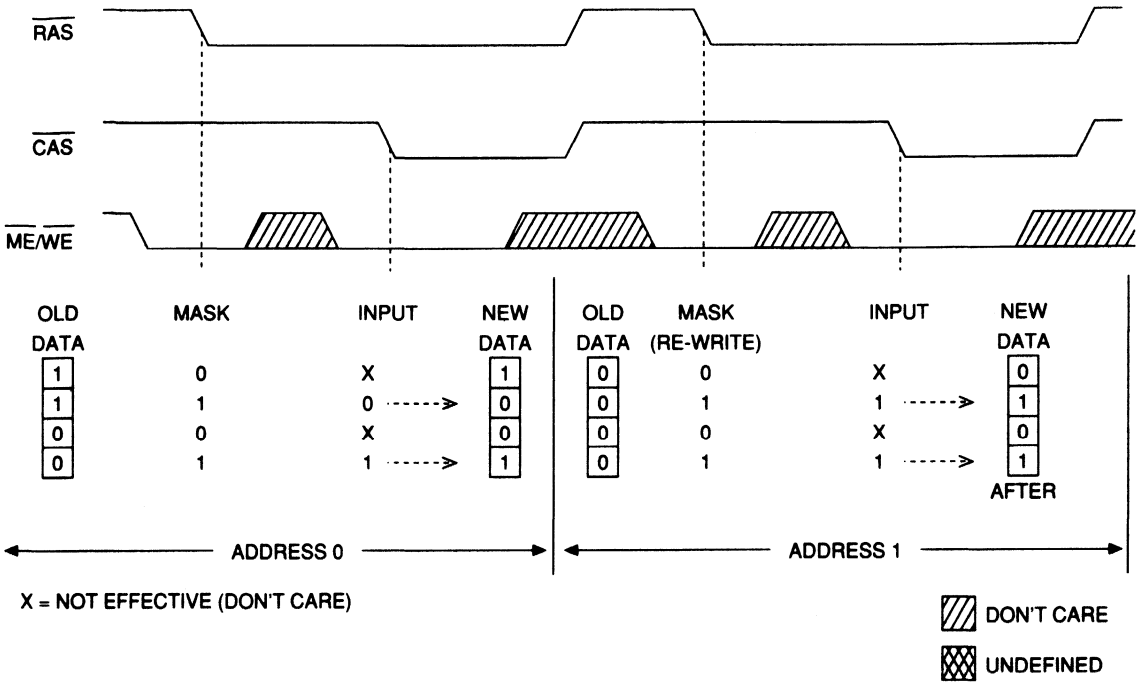 RAS
CAS
ME/WE
OLD MASK INPUT NEW OLD MASK INPUT NEW
DATA DATA DATA (RE-WRITE) DATA
1 0 X 1 0 0 X 0
1 1 0 0 0 1 1 1
0 0 X 0 0 0 X 0
0 1 1 1 0 1 1 1
AFTER
ADDRESS 0 ADDRESS 1
X = NOT EFFECTIVE (DON'T CARE)
DON'T CARE
UNDEFINED